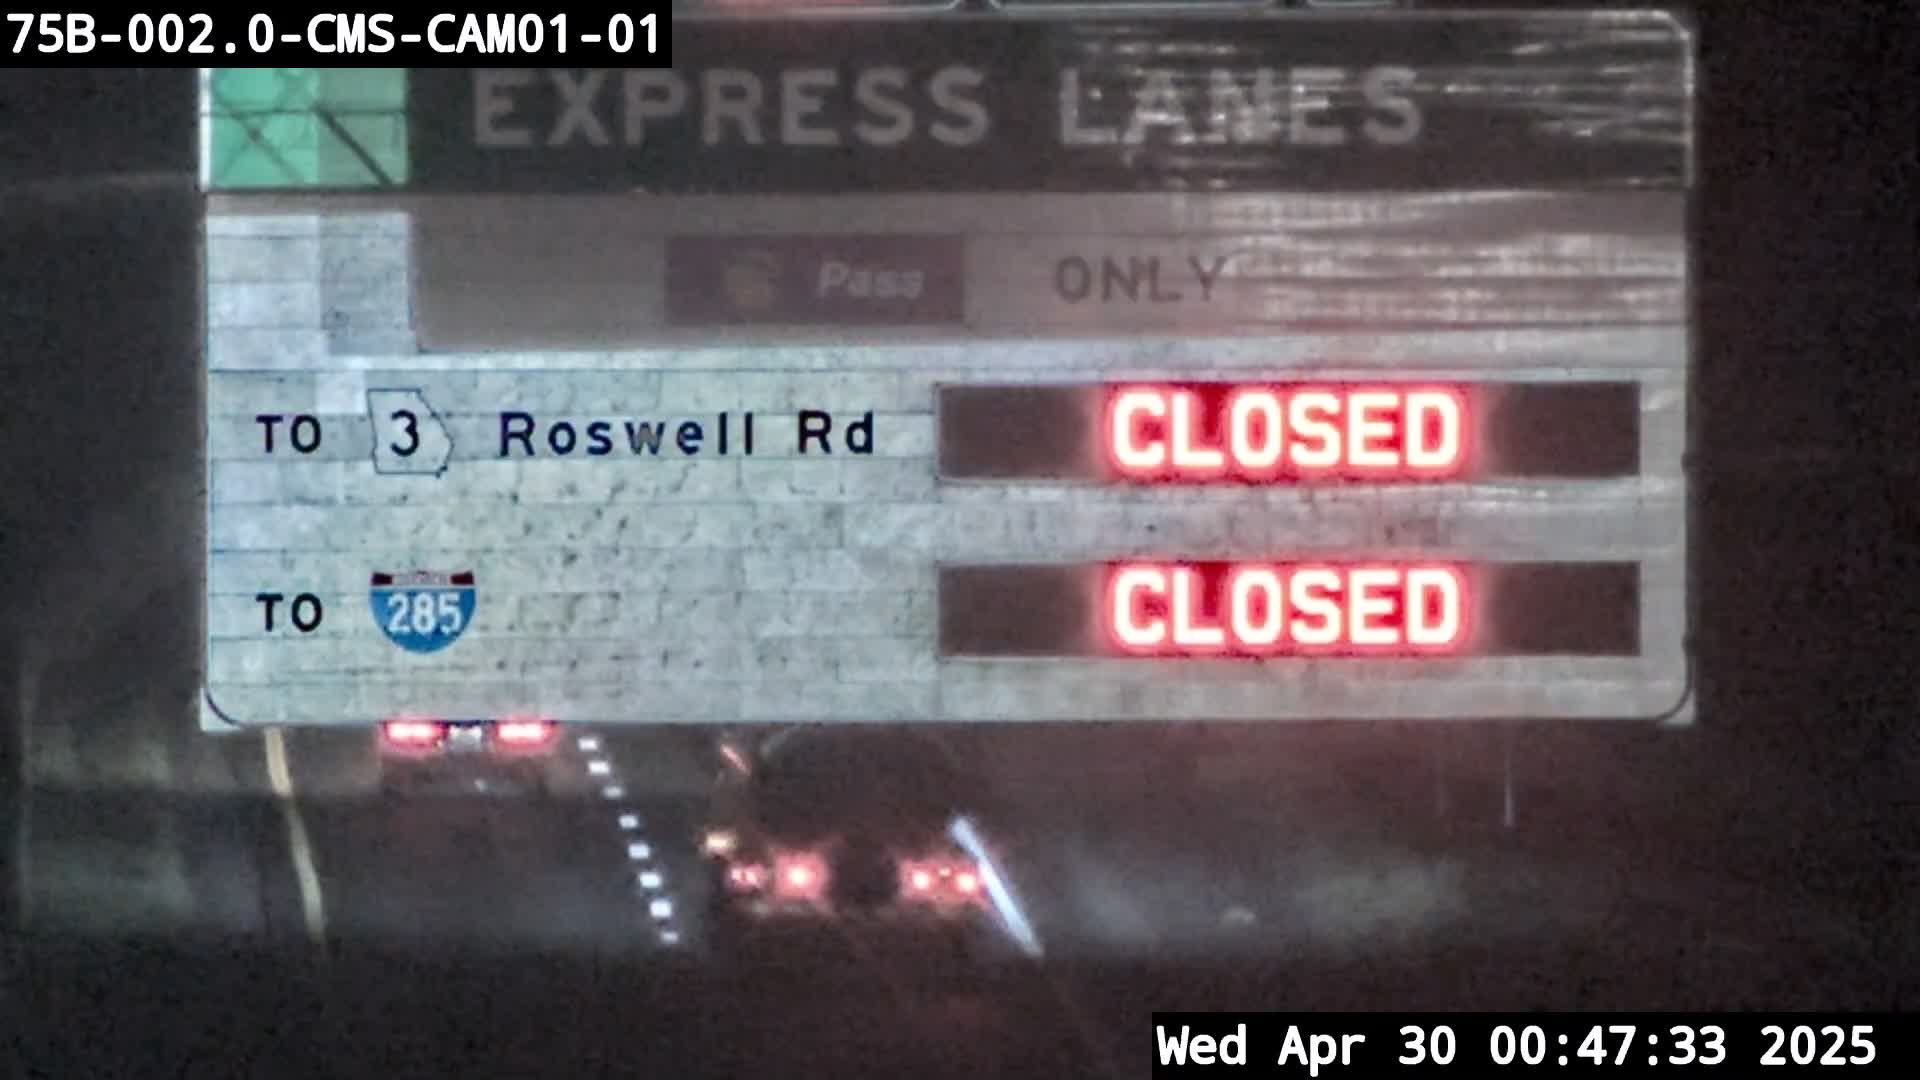 75B-002.0-CMS-CAM01-01
EXPRESS LANES
Pass ONLY
TO 3 Roswell Rd CLOSED
TO 285 CLOSED
Wed Apr 30 00:47:33 2025